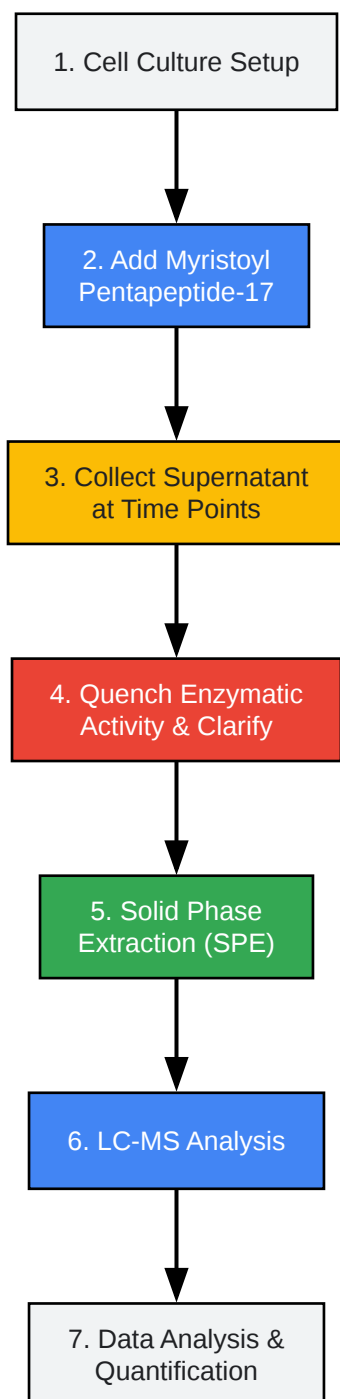 1. Cell Culture Setup
2. Add Myristoyl
Pentapeptide-17
3. Collect Supernatant
at Time Points
4. Quench Enzymatic
Activity & Clarify
5. Solid Phase
Extraction (SPE)
6. LC-MS Analysis
7. Data Analysis &
Quantification